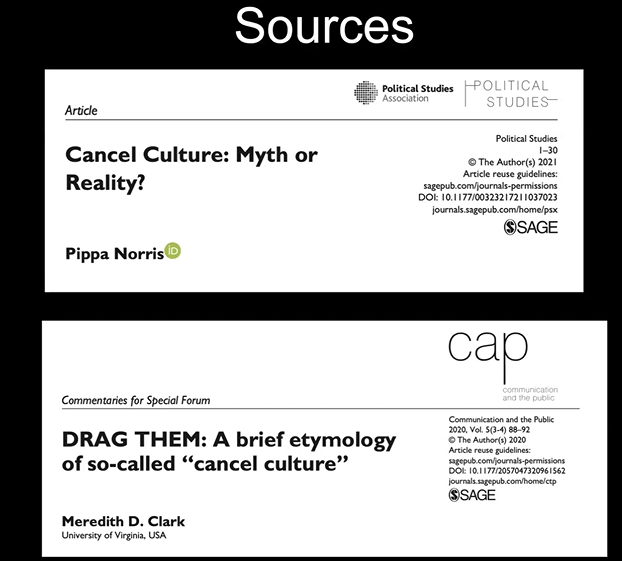 Sources
Political Studies
Association
POLITICAL
STUDIES
Article
Cancel Culture: Myth or
Reality?
Political Studies
1–30
© The Author(s) 2021
Article reuse guidelines:
sagepub.com/journals-permissions
DOI: 10.1177/00323217211037023
journals.sagepub.com/home/psx
SSAGE
Pippa Norris iD
cap
communication
and the public
Commentaries for Special Forum
DRAG THEM: A brief etymology
of so-called “cancel culture”
Communication and the Public
2020, Vol. 5(3-4) 88–92
© The Author(s) 2020
Article reuse guidelines:
sagepub.com/journals-permissions
DOI: 10.1177/2057047320961562
journals.sagepub.com/home/ctp
SSAGE
Meredith D. Clark
University of Virginia, USA